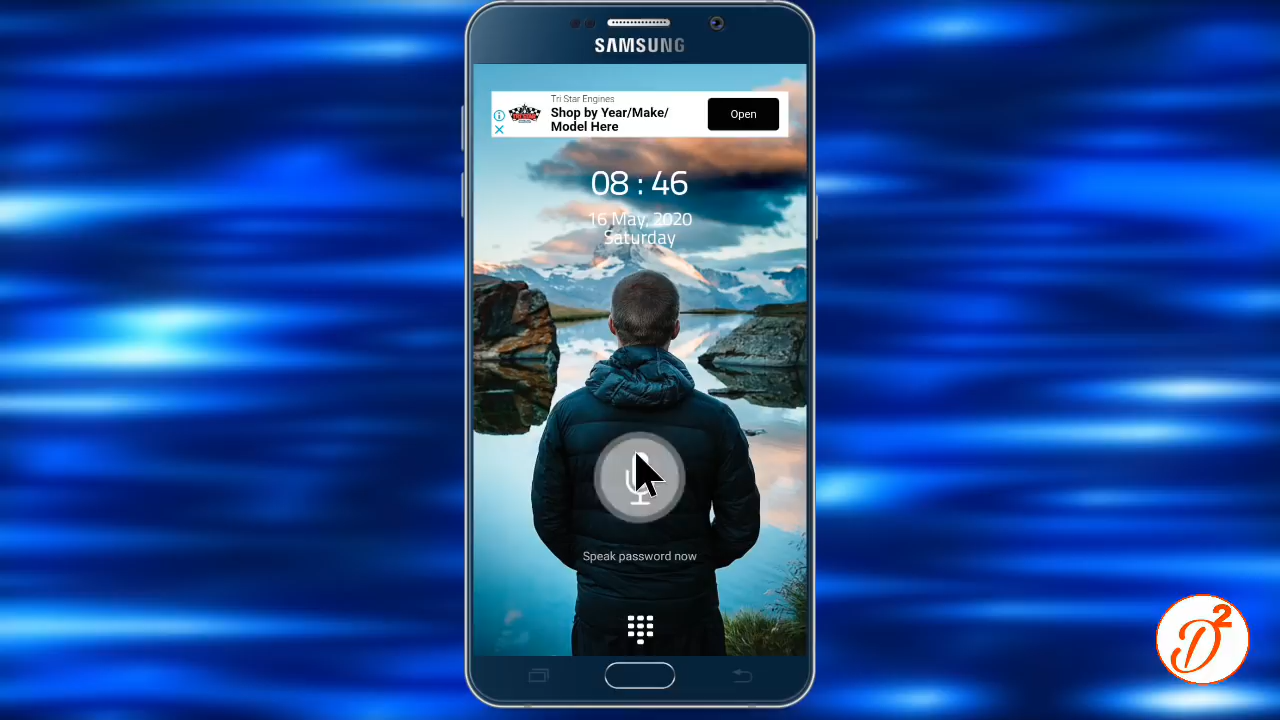 SAMSUNG
Tri Star Engines
Shop by Year/Make/
Model Here
Open
08 : 46
16 May, 2020
Saturday
Speak password now
D2